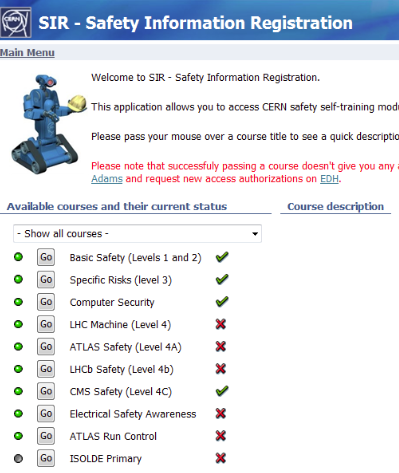 CERN
SIR - Safety Information Registration
Main Menu
Welcome to SIR - Safety Information Registration.
This application allows you to access CERN safety self-training
Please pass your mouse over a course title to see a quick
Please note that successfuly passing a course doesn't give you any
Adams and request new access authorizations on EDH.
Available courses and their current status
Course description
- Show all courses -
Go Basic Safety (Levels 1 and 2)
Go Specific Risks (level 3)
Go Computer Security
Go LHC Machine (Level 4)
Go ATLAS Safety (Level 4A)
Go LHCb Safety (Level 4b)
Go CMS Safety (Level 4C)
Go Electrical Safety Awareness
Go ATLAS Run Control
Go ISOLDE Primary